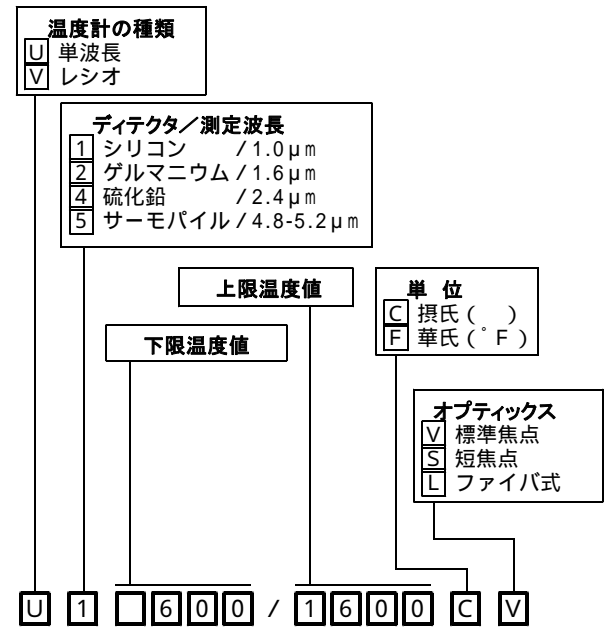 温度計の種類
U 単波長
V レシオ
ディテクタ／測定波長
1 シリコン /1.0μm
2 ゲルマニウム/1.6μm
4 硫化鉛 /2.4μm
5 サーモパイル/4.8-5.2μm
上限温度値
単 位
C 摂氏( )
F 華氏(°F)
下限温度値
オプティックス
V 標準焦点
S 短焦点
L ファイバ式
U 1 600/1600 C V